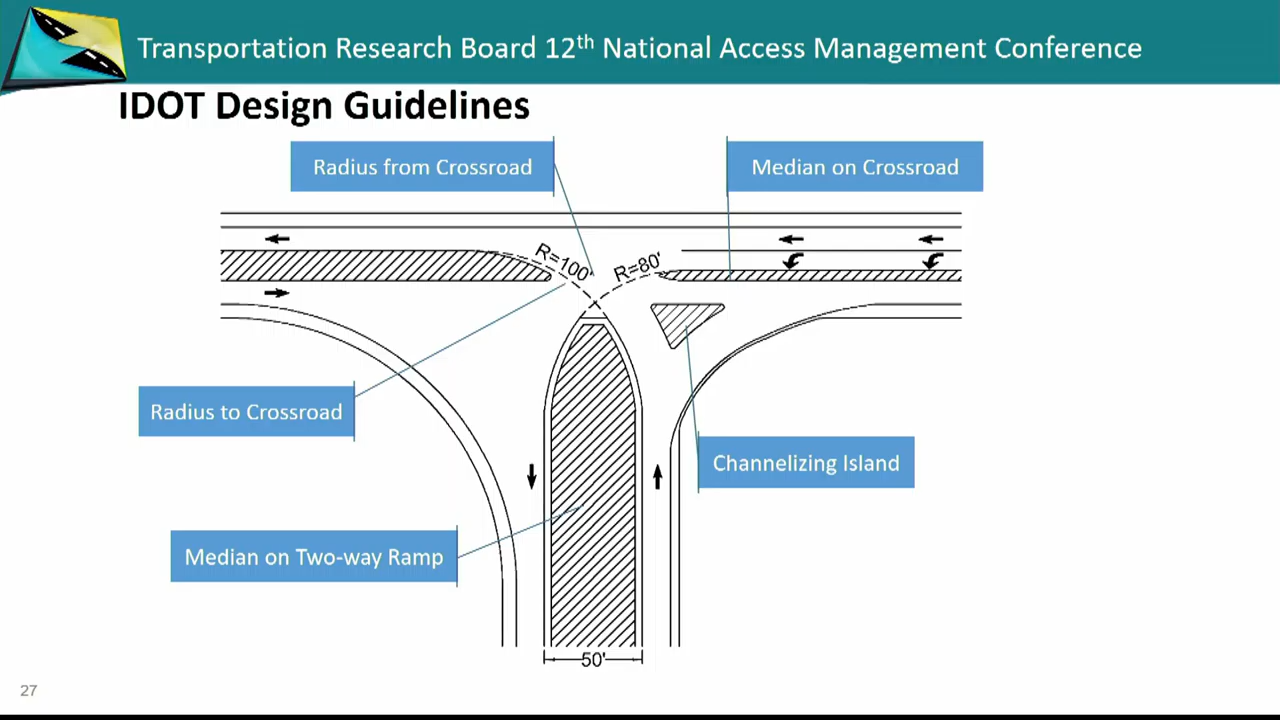 Transportation Research Board 12th National Access Management Conference
IDOT Design Guidelines
Radius from Crossroad
Median on Crossroad
R=100'
R=80'
Radius to Crossroad
Channelizing Island
Median on Two-way Ramp
50'
27